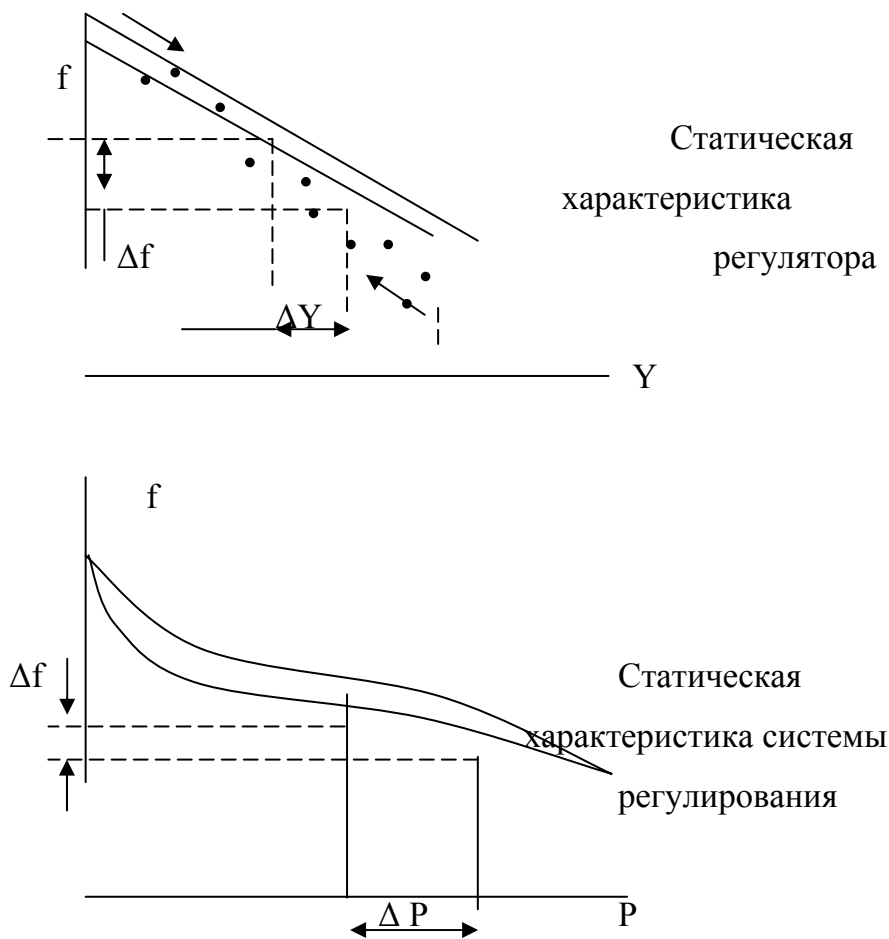 f
Статическая
характеристика
регулятора
Δf
ΔY
Y
f
Δf
Статическая
характеристика системы
регулирования
Δ P
P